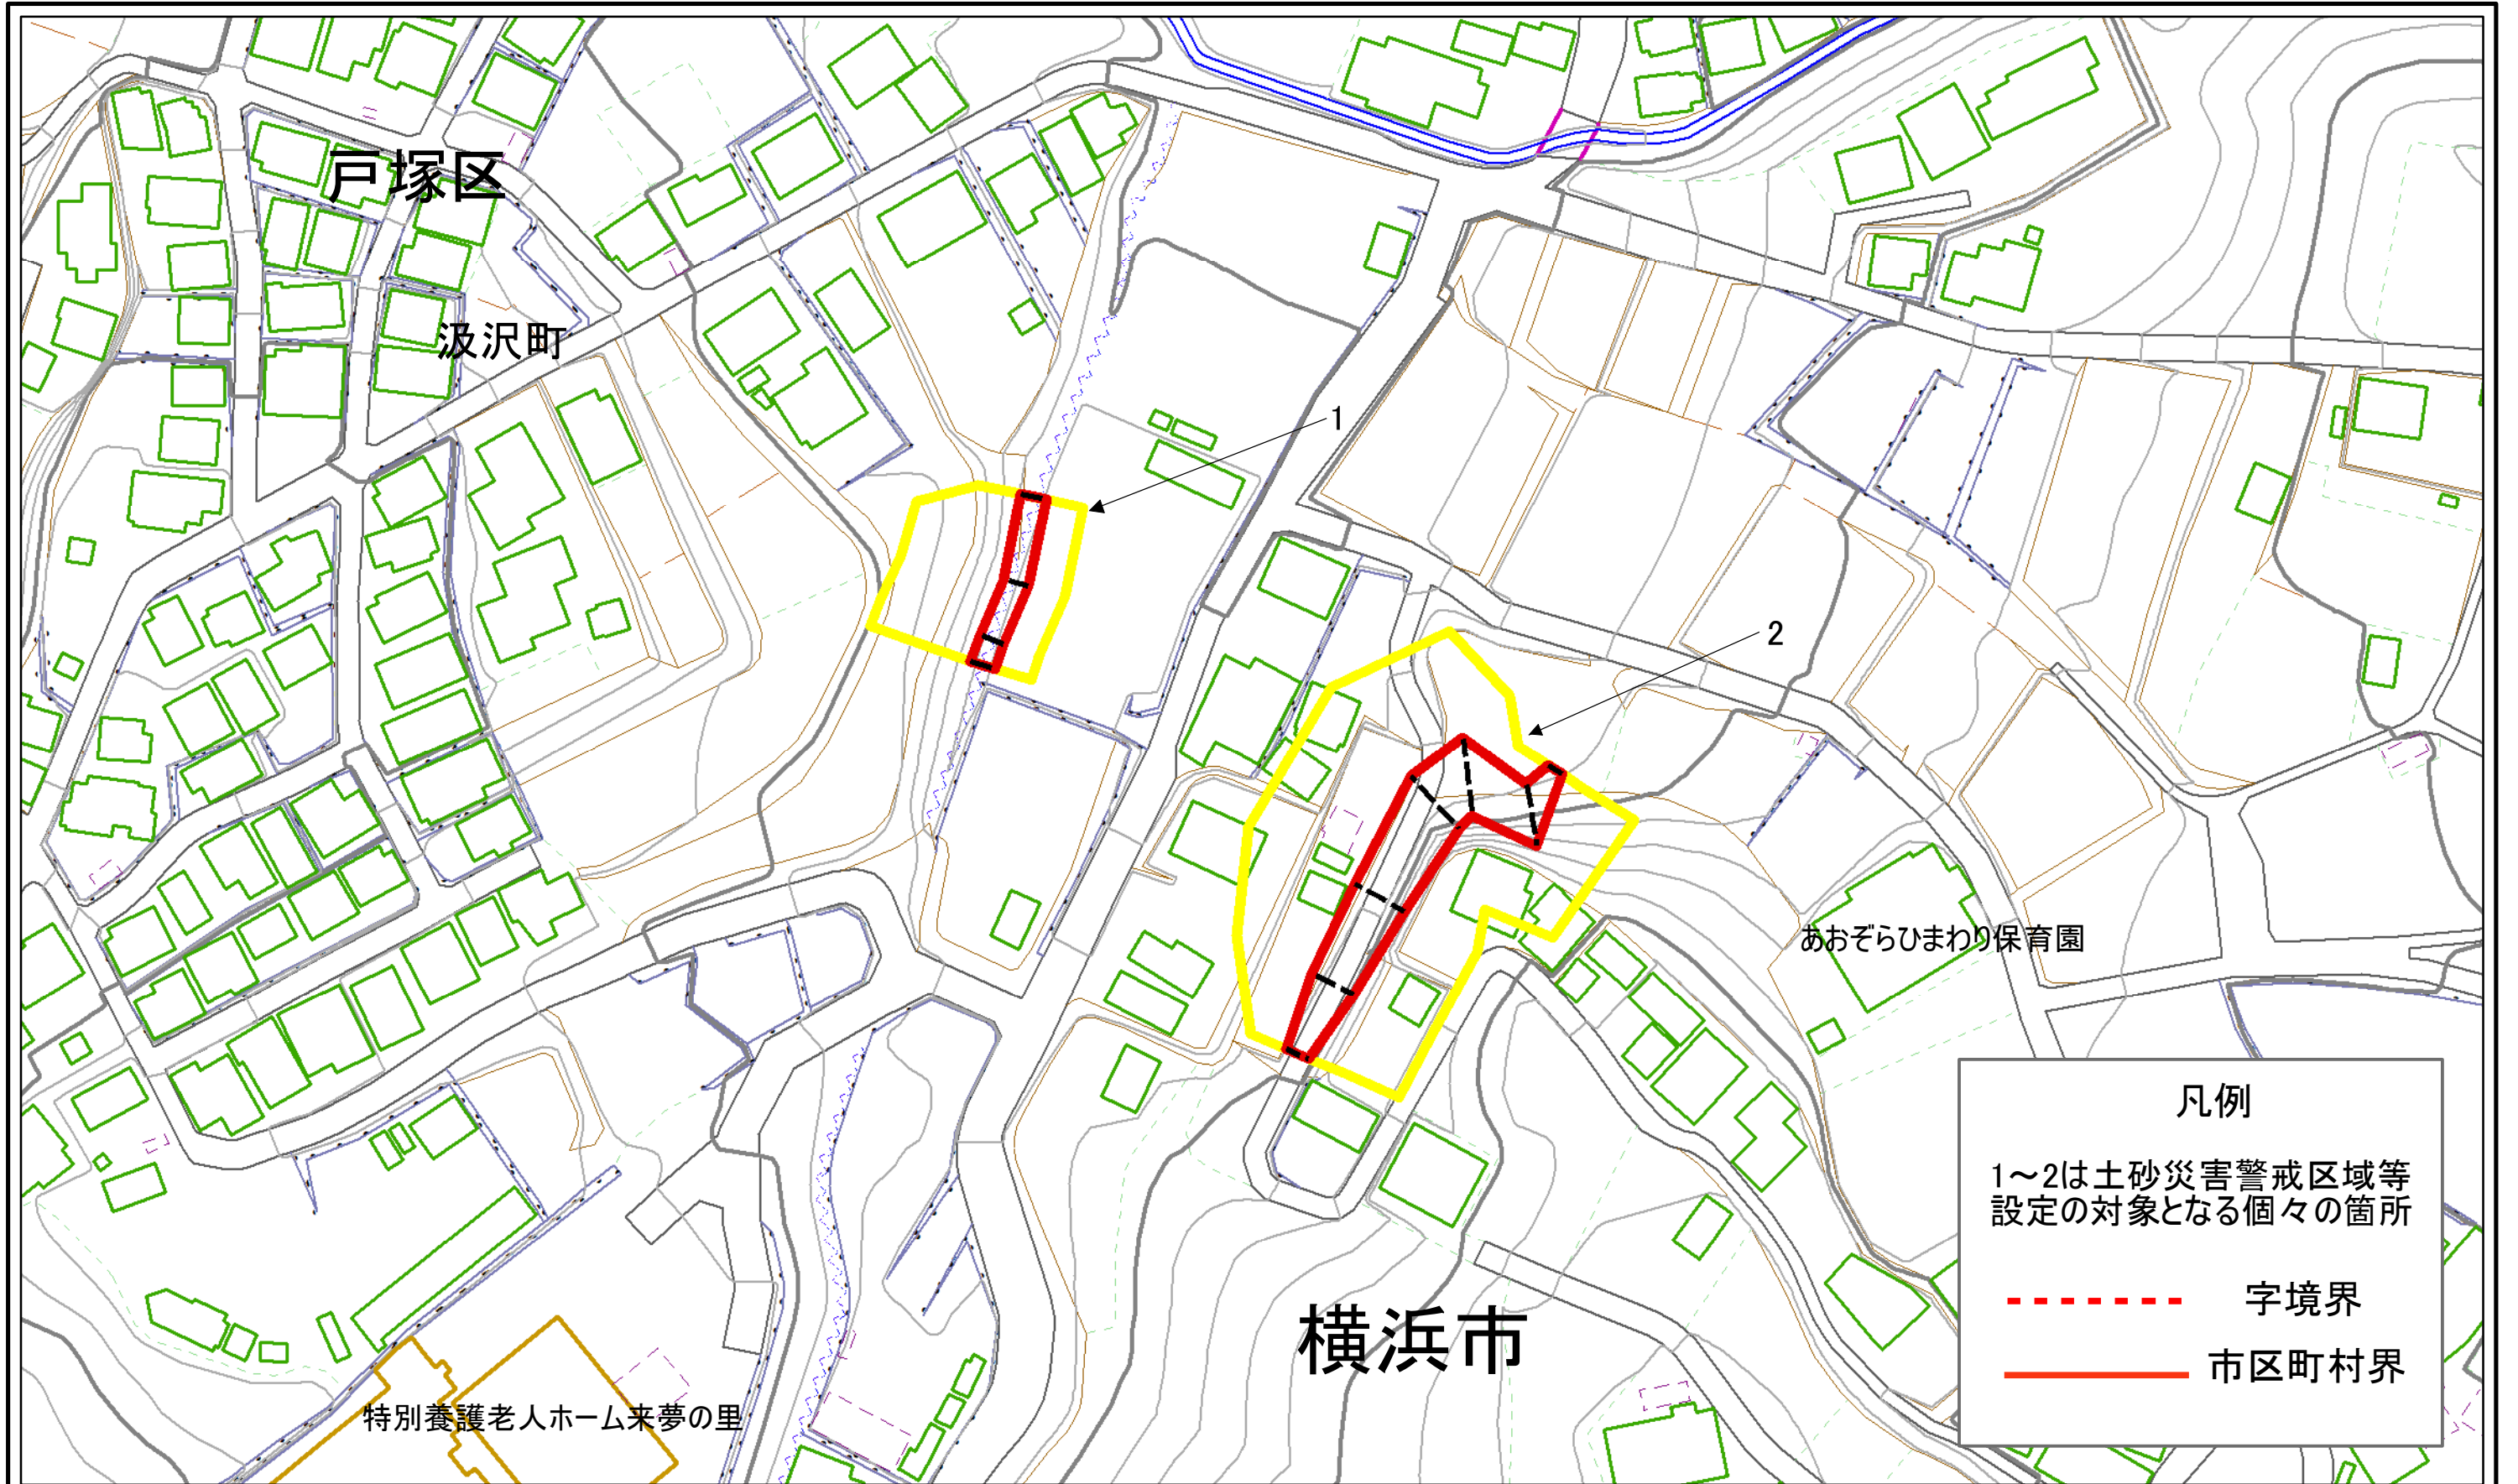 戸塚区
汲沢町
1
2
あおぞらひまわり保育園
横浜市
特別養護老人ホーム来夢の里
凡例
1～2は土砂災害警戒区域等
設定の対象となる個々の箇所
字境界
市区町村界